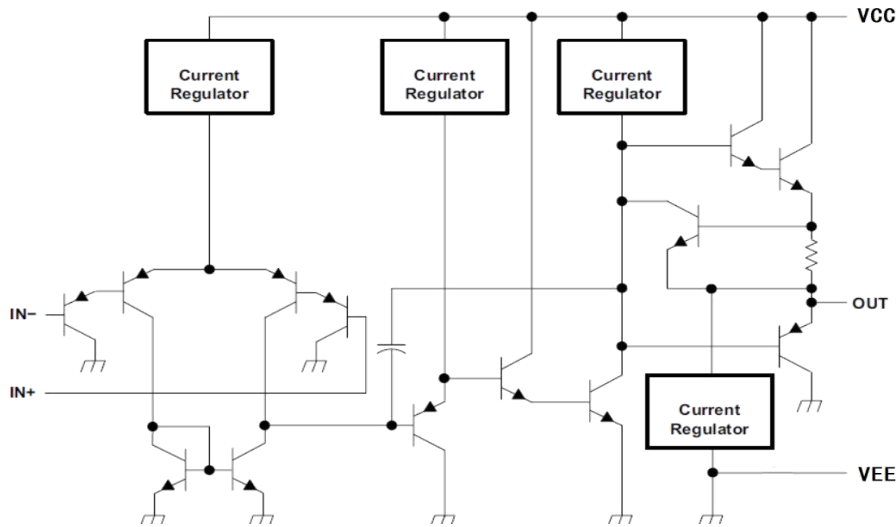 VCC
Current
Regulator
Current
Regulator
Current
Regulator
IN−
OUT
IN+
Current
Regulator
VEE